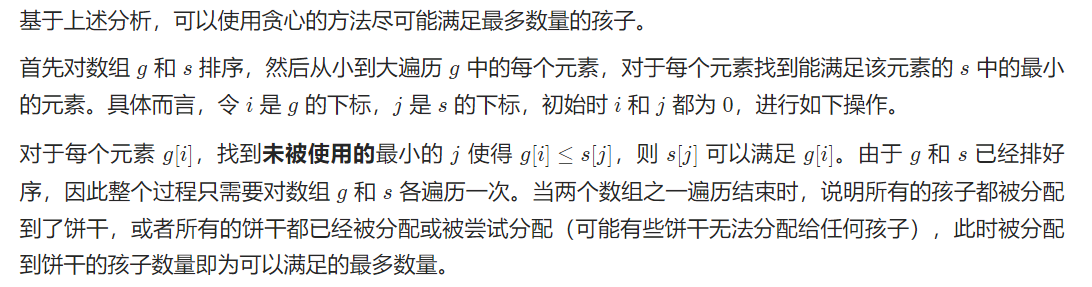 基于上述分析，可以使用贪心的方法尽可能满足最多数量的孩子。
首先对数组 g 和 s 排序，然后从小到大遍历 g 中的每个元素，对于每个元素找到能满足该元素的 s 中的最小
的元素。具体而言，令 i 是 g 的下标，j 是 s 的下标，初始时 i 和 j 都为 0，进行如下操作。
对于每个元素 g[i]，找到未被使用的最小的 j 使得 g[i] ≤ s[j]，则 s[j] 可以满足 g[i]。由于 g 和 s 已经排好
序，因此整个过程只需要对数组 g 和 s 各遍历一次。当两个数组之一遍历结束时，说明所有的孩子都被分配
到了饼干，或者所有的饼干都已经被分配或被尝试分配（可能有些饼干无法分配给任何孩子），此时被分配
到饼干的孩子数量即为可以满足的最多数量。